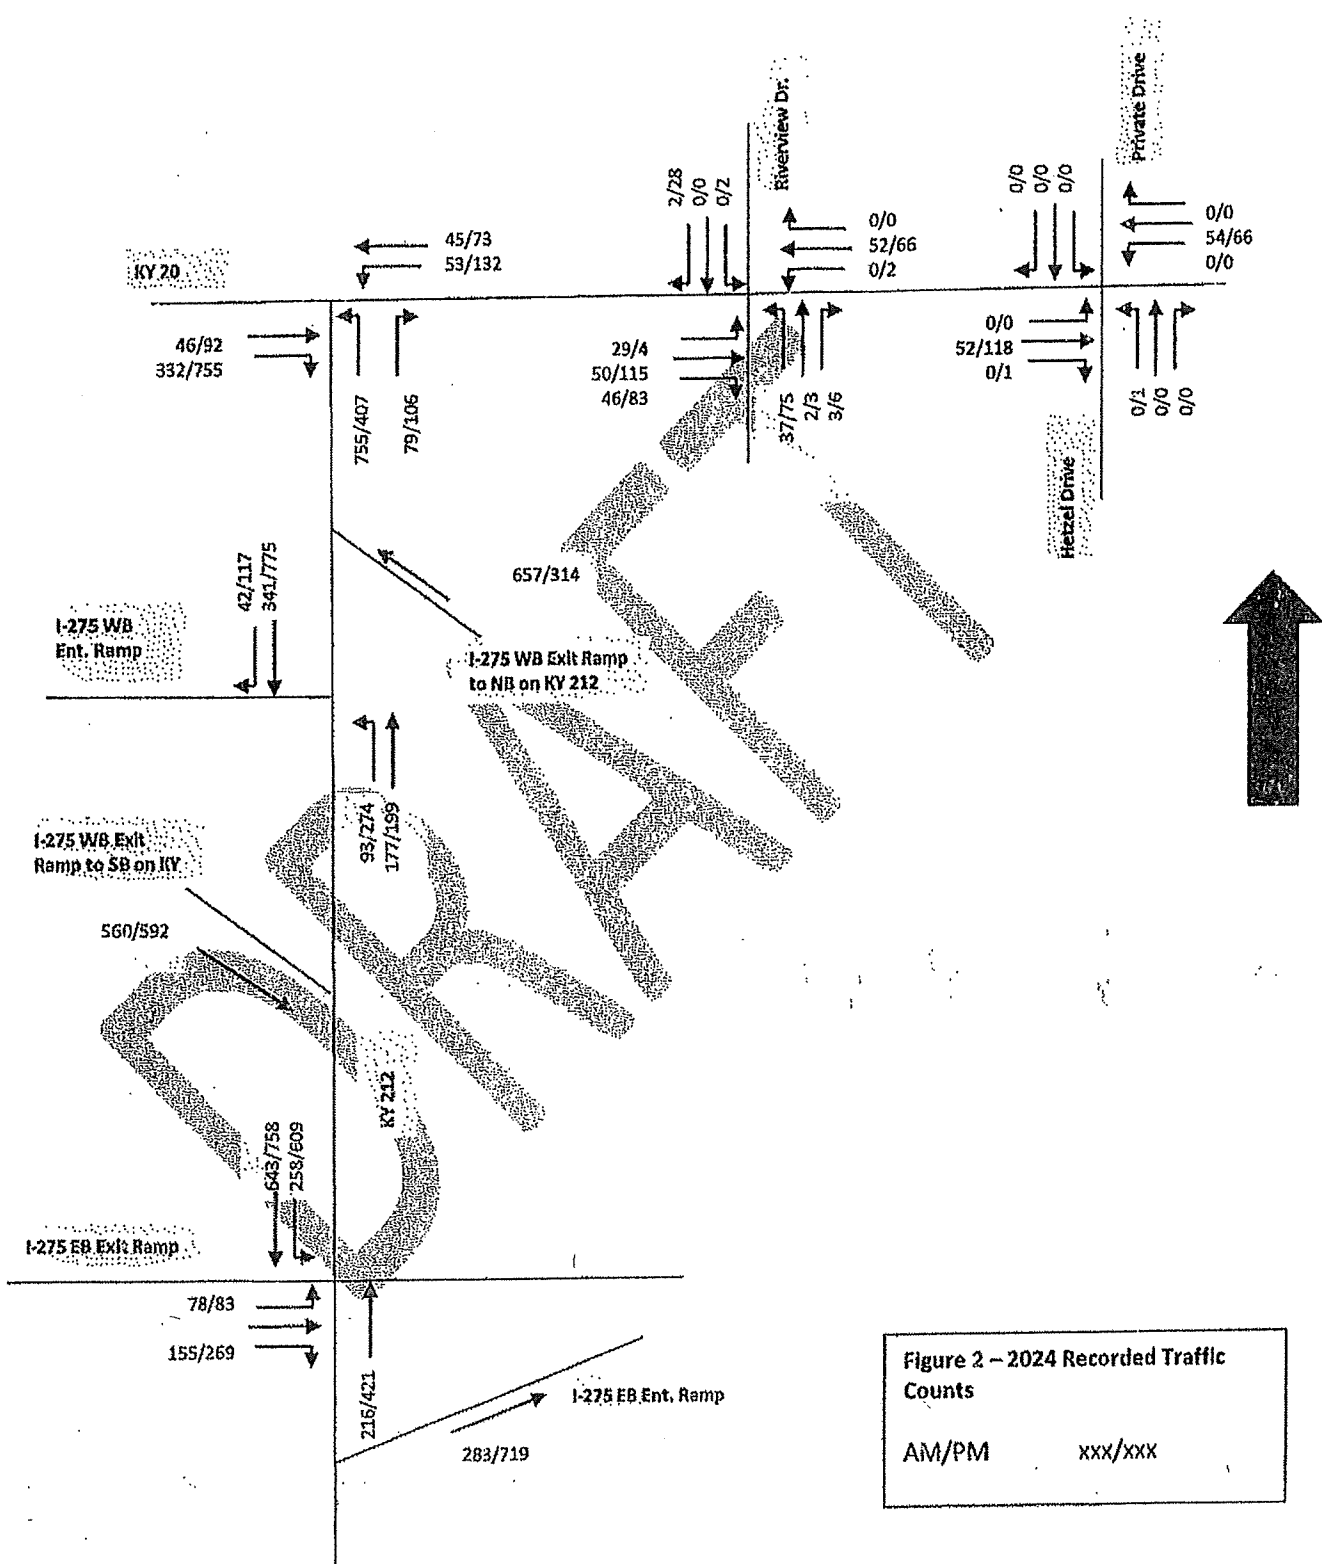 Private Drive
Riverview Dr.
2/28
0/0
0/2
0/0
0/0
0/0
0/0
52/66
0/2
0/0
54/66
0/0
KY 20
45/73
53/132
46/92
332/755
29/4
50/115
46/83
0/0
52/118
0/1
755/407
79/106
37/75
2/3
3/6
0/1
0/0
0/0
Hetzel Drive
42/117
341/775
657/314
I-275 WB
Ent. Ramp
I-275 WB Exit Ramp
to NB on KY 212
93/274
177/199
I-275 WB Exit
Ramp to SB on KY
560/592
KY 212
643/758
258/609
I-275 EB Exit Ramp
78/83
155/269
216/421
I-275 EB Ent. Ramp
283/719
DRAFT
Figure 2 – 2024 Recorded Traffic
Counts
AM/PM xxx/xxx